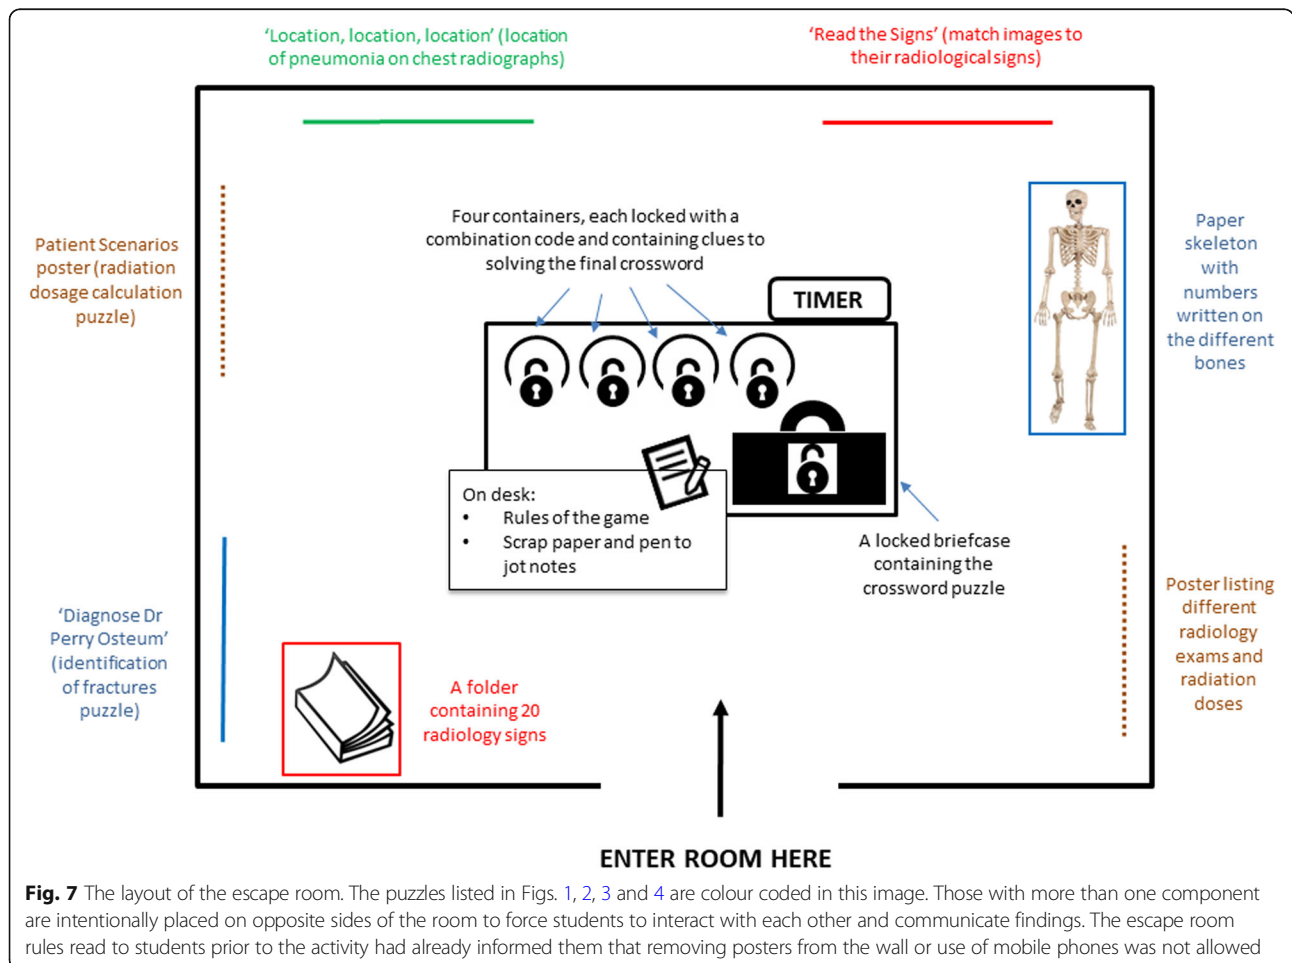 ‘Location, location, location’ (location
of pneumonia on chest radiographs)
‘Read the Signs’ (match images to
their radiological signs)
Patient Scenarios
poster (radiation
dosage calculation
puzzle)
Four containers, each locked with a
combination code and containing clues to
solving the final crossword
TIMER
Paper
skeleton
with
numbers
written on
the different
bones
On desk:
• Rules of the game
• Scrap paper and pen to
jot notes
A locked briefcase
containing the
crossword puzzle
‘Diagnose Dr
Perry Osteum’
(identification
of fractures
puzzle)
A folder
containing 20
radiology signs
Poster listing
different
radiology
exams and
radiation
doses
ENTER ROOM HERE
Fig. 7 The layout of the escape room. The puzzles listed in Figs. 1, 2, 3 and 4 are colour coded in this image. Those with more than one component
are intentionally placed on opposite sides of the room to force students to interact with each other and communicate findings. The escape room
rules read to students prior to the activity had already informed them that removing posters from the wall or use of mobile phones was not allowed